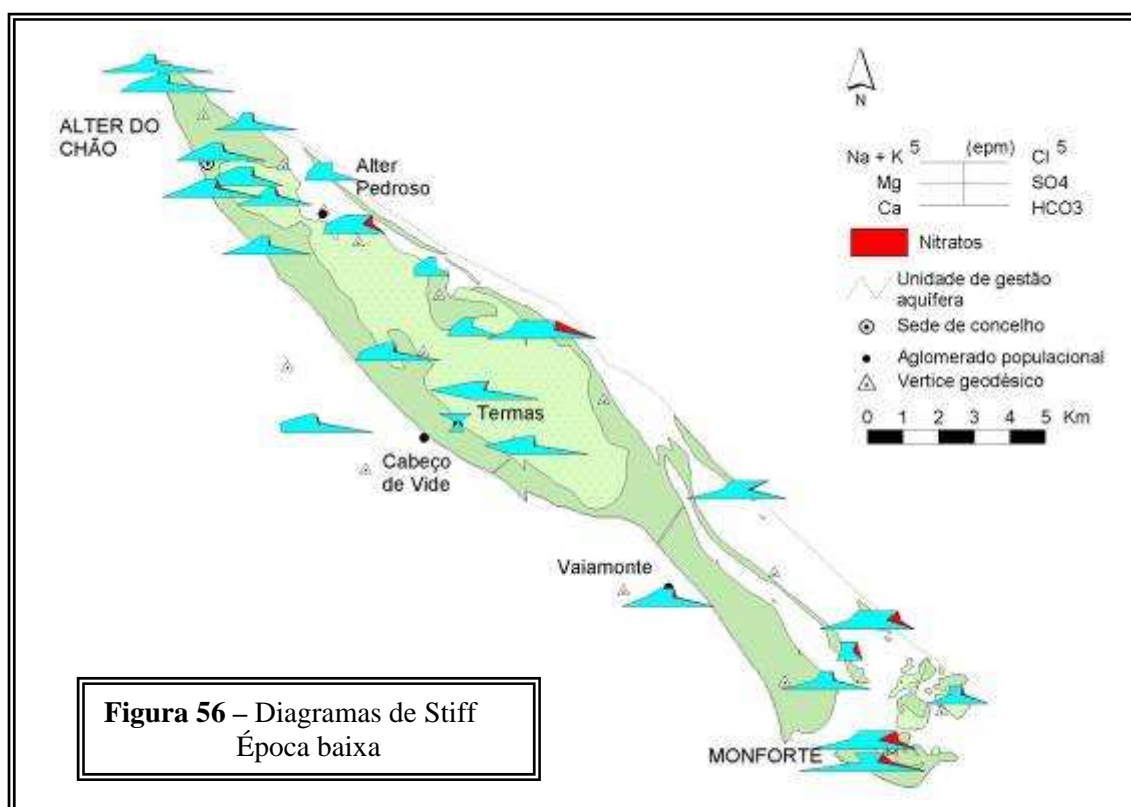 ALTER DO
CHÃO
Alter
Pedroso
Termas
Cabeço
de Vide
Vaiamonte
MONFORTE
N
Na + K 5 (epm) Cl 5
Mg SO4
Ca HCO3
Nitratos
Unidade de gestão
aquífera
Sede de concelho
Aglomerado populacional
Vertice geodésico
0 1 2 3 4 5 Km
Figura 56 – Diagramas de Stiff
Época baixa